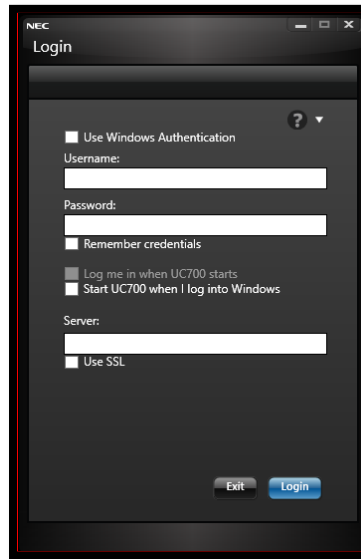 NEC
Login
?
Use Windows Authentication
Username:
Password:
Remember credentials
Log me in when UC700 starts
Start UC700 when I log into Windows
Server:
Use SSL
Exit Login